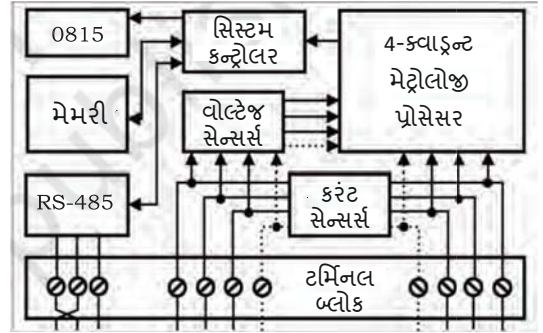 0815
સિસ્ટમ
કન્ટ્રોલર
4-ક્વાડ્રન્ટ
મેટ્રોલોજી
પ્રોસેસર
મેમરી
વોલ્ટેજ
સેન્સર્સ
RS-485
કરંટ
સેન્સર્સ
ટર્મિનલ
બ્લોક